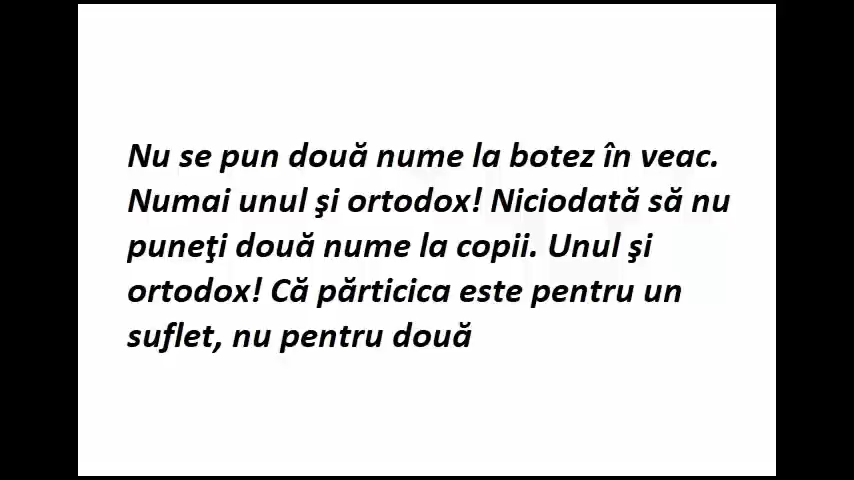 Nu se pun două nume la botez în veac.
Numai unul şi ortodox! Niciodată să nu
puneţi două nume la copii. Unul şi
ortodox! Că părticica este pentru un
suflet, nu pentru două